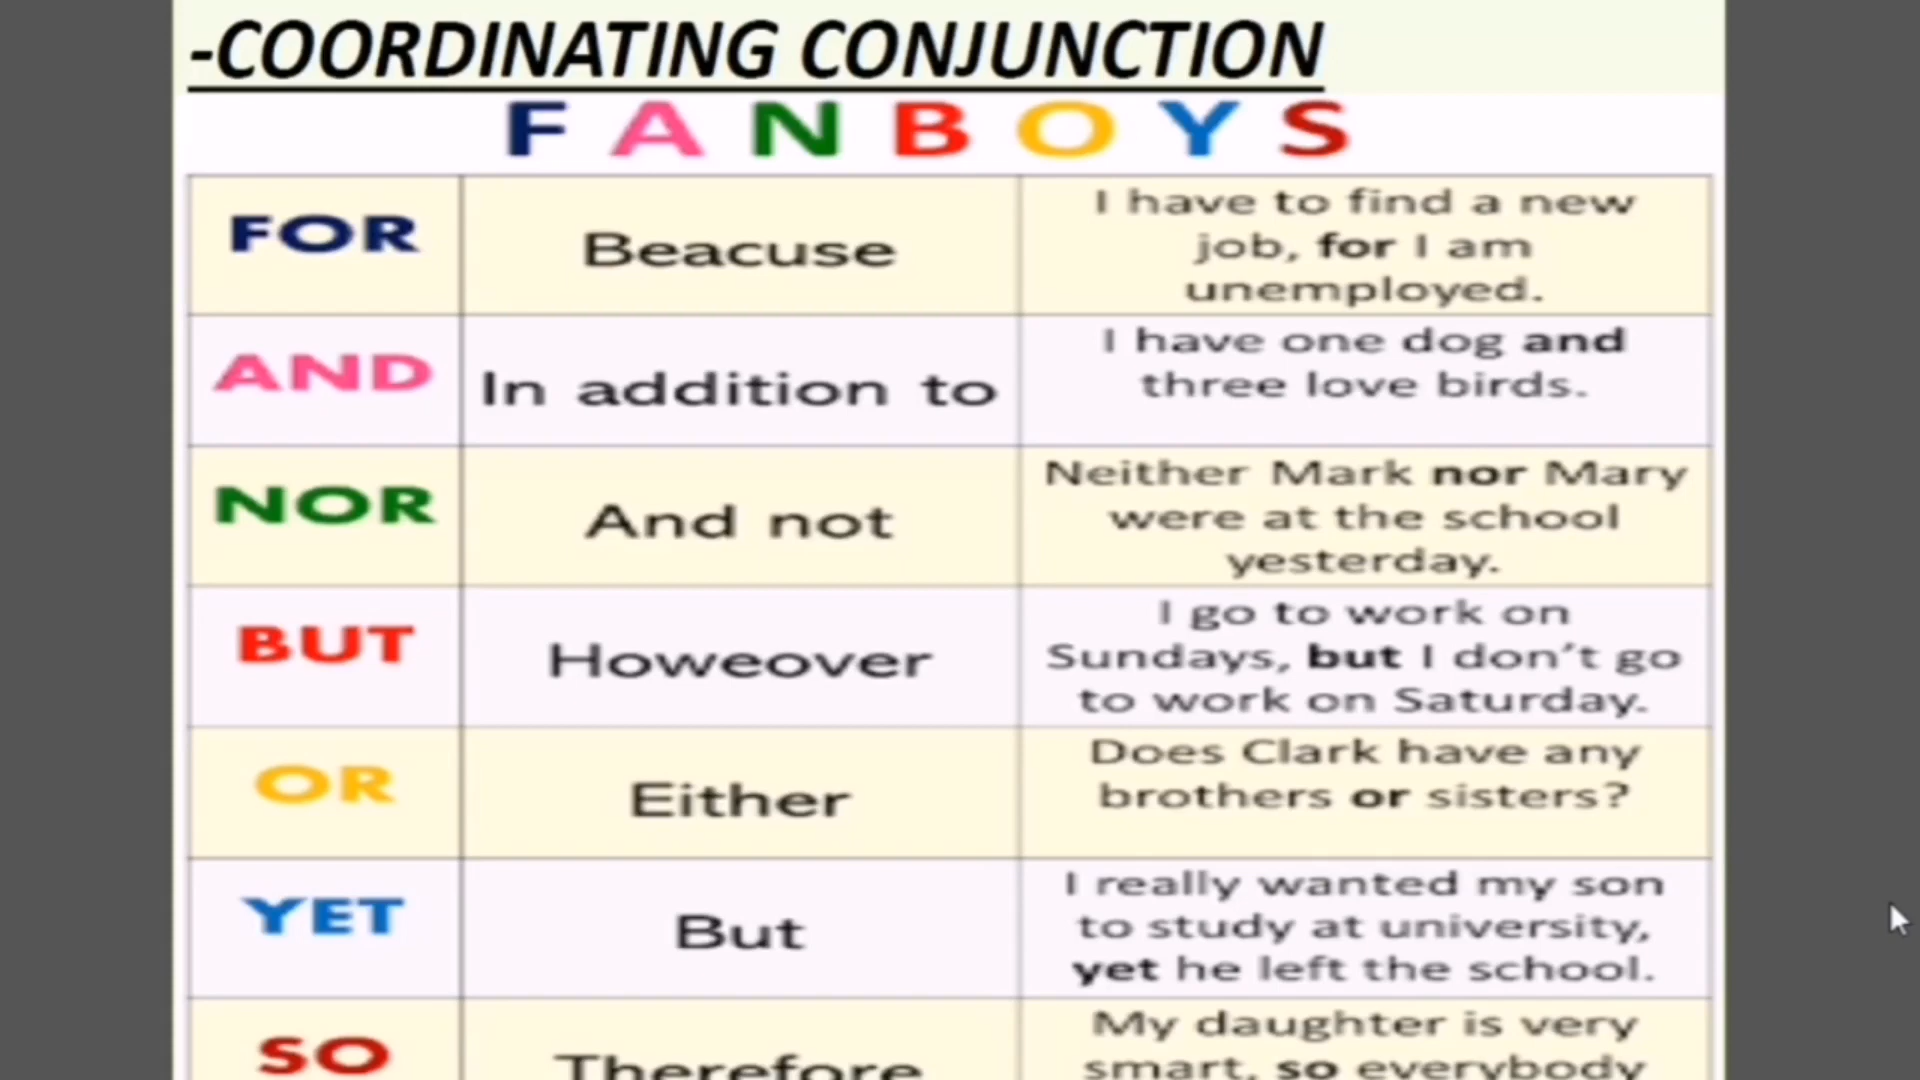 -COORDINATING CONJUNCTION
F A N B O Y S
FOR
Beacuse
I have to find a new
job, for I am
unemployed.
AND
In addition to
I have one dog and
three love birds.
NOR
And not
Neither Mark nor Mary
were at the school
yesterday.
BUT
Howeover
I go to work on
Sundays, but I don't go
to work on Saturday.
OR
Either
Does Clark have any
brothers or sisters?
YET
But
I really wanted my son
to study at university,
yet he left the school.
SO
Therefore
My daughter is very
smart, so everybody